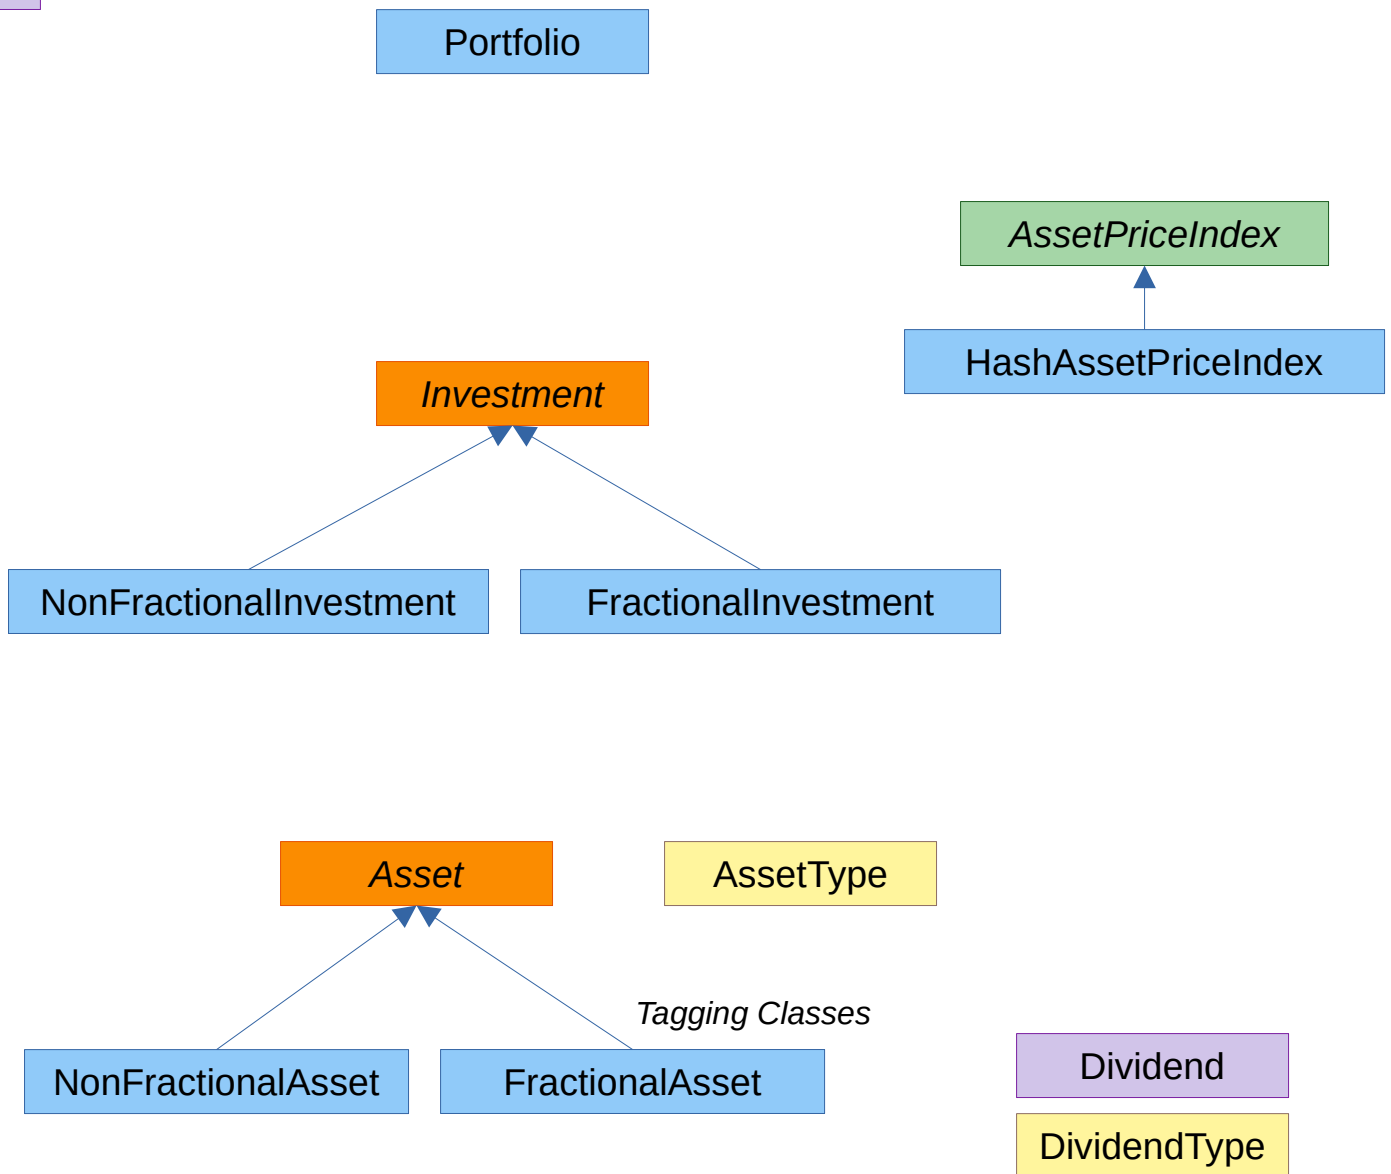 Portfolio
AssetPriceIndex
HashAssetPriceIndex
Investment
NonFractionalInvestment
FractionalInvestment
Asset
AssetType
Tagging Classes
NonFractionalAsset
FractionalAsset
Dividend
DividendType